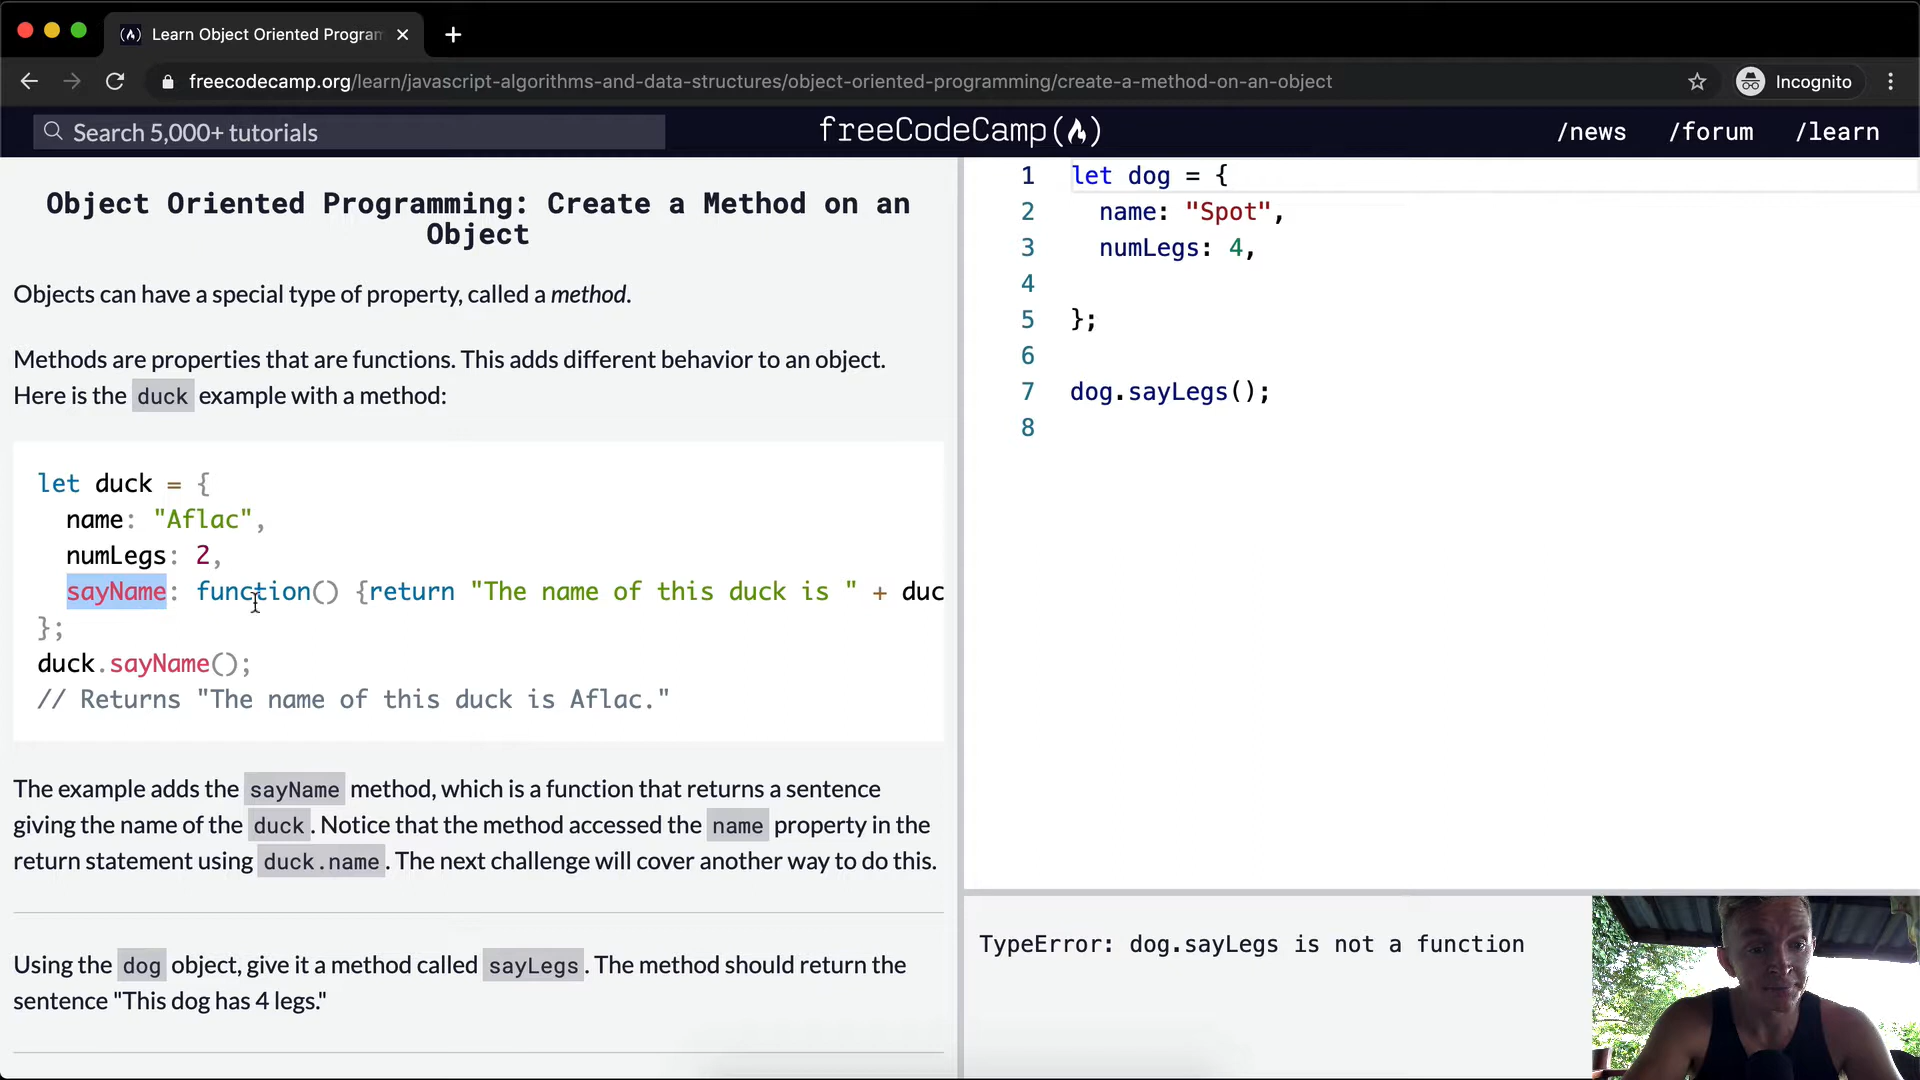 Learn Object Oriented Program
freecodecamp.org/learn/javascript-algorithms-and-data-structures/object-oriented-programming/create-a-method-on-an-object
Incognito
Search 5,000+ tutorials
freeCodeCamp
/news
/forum
/learn
Object Oriented Programming: Create a Method on an
Object
Objects can have a special type of property, called a method.
Methods are properties that are functions. This adds different behavior to an object.
Here is the duck example with a method:
let duck = {
name: "Aflac",
numLegs: 2,
sayName: function() {return "The name of this duck is " + duc
};
duck.sayName();
// Returns "The name of this duck is Aflac."
The example adds the sayName method, which is a function that returns a sentence
giving the name of the duck. Notice that the method accessed the name property in the
return statement using duck.name. The next challenge will cover another way to do this.
Using the dog object, give it a method called sayLegs. The method should return the
sentence "This dog has 4 legs."
1 let dog = {
2 name: "Spot",
3 numLegs: 4,
4
5 };
6
7 dog.sayLegs();
8
TypeError: dog.sayLegs is not a function